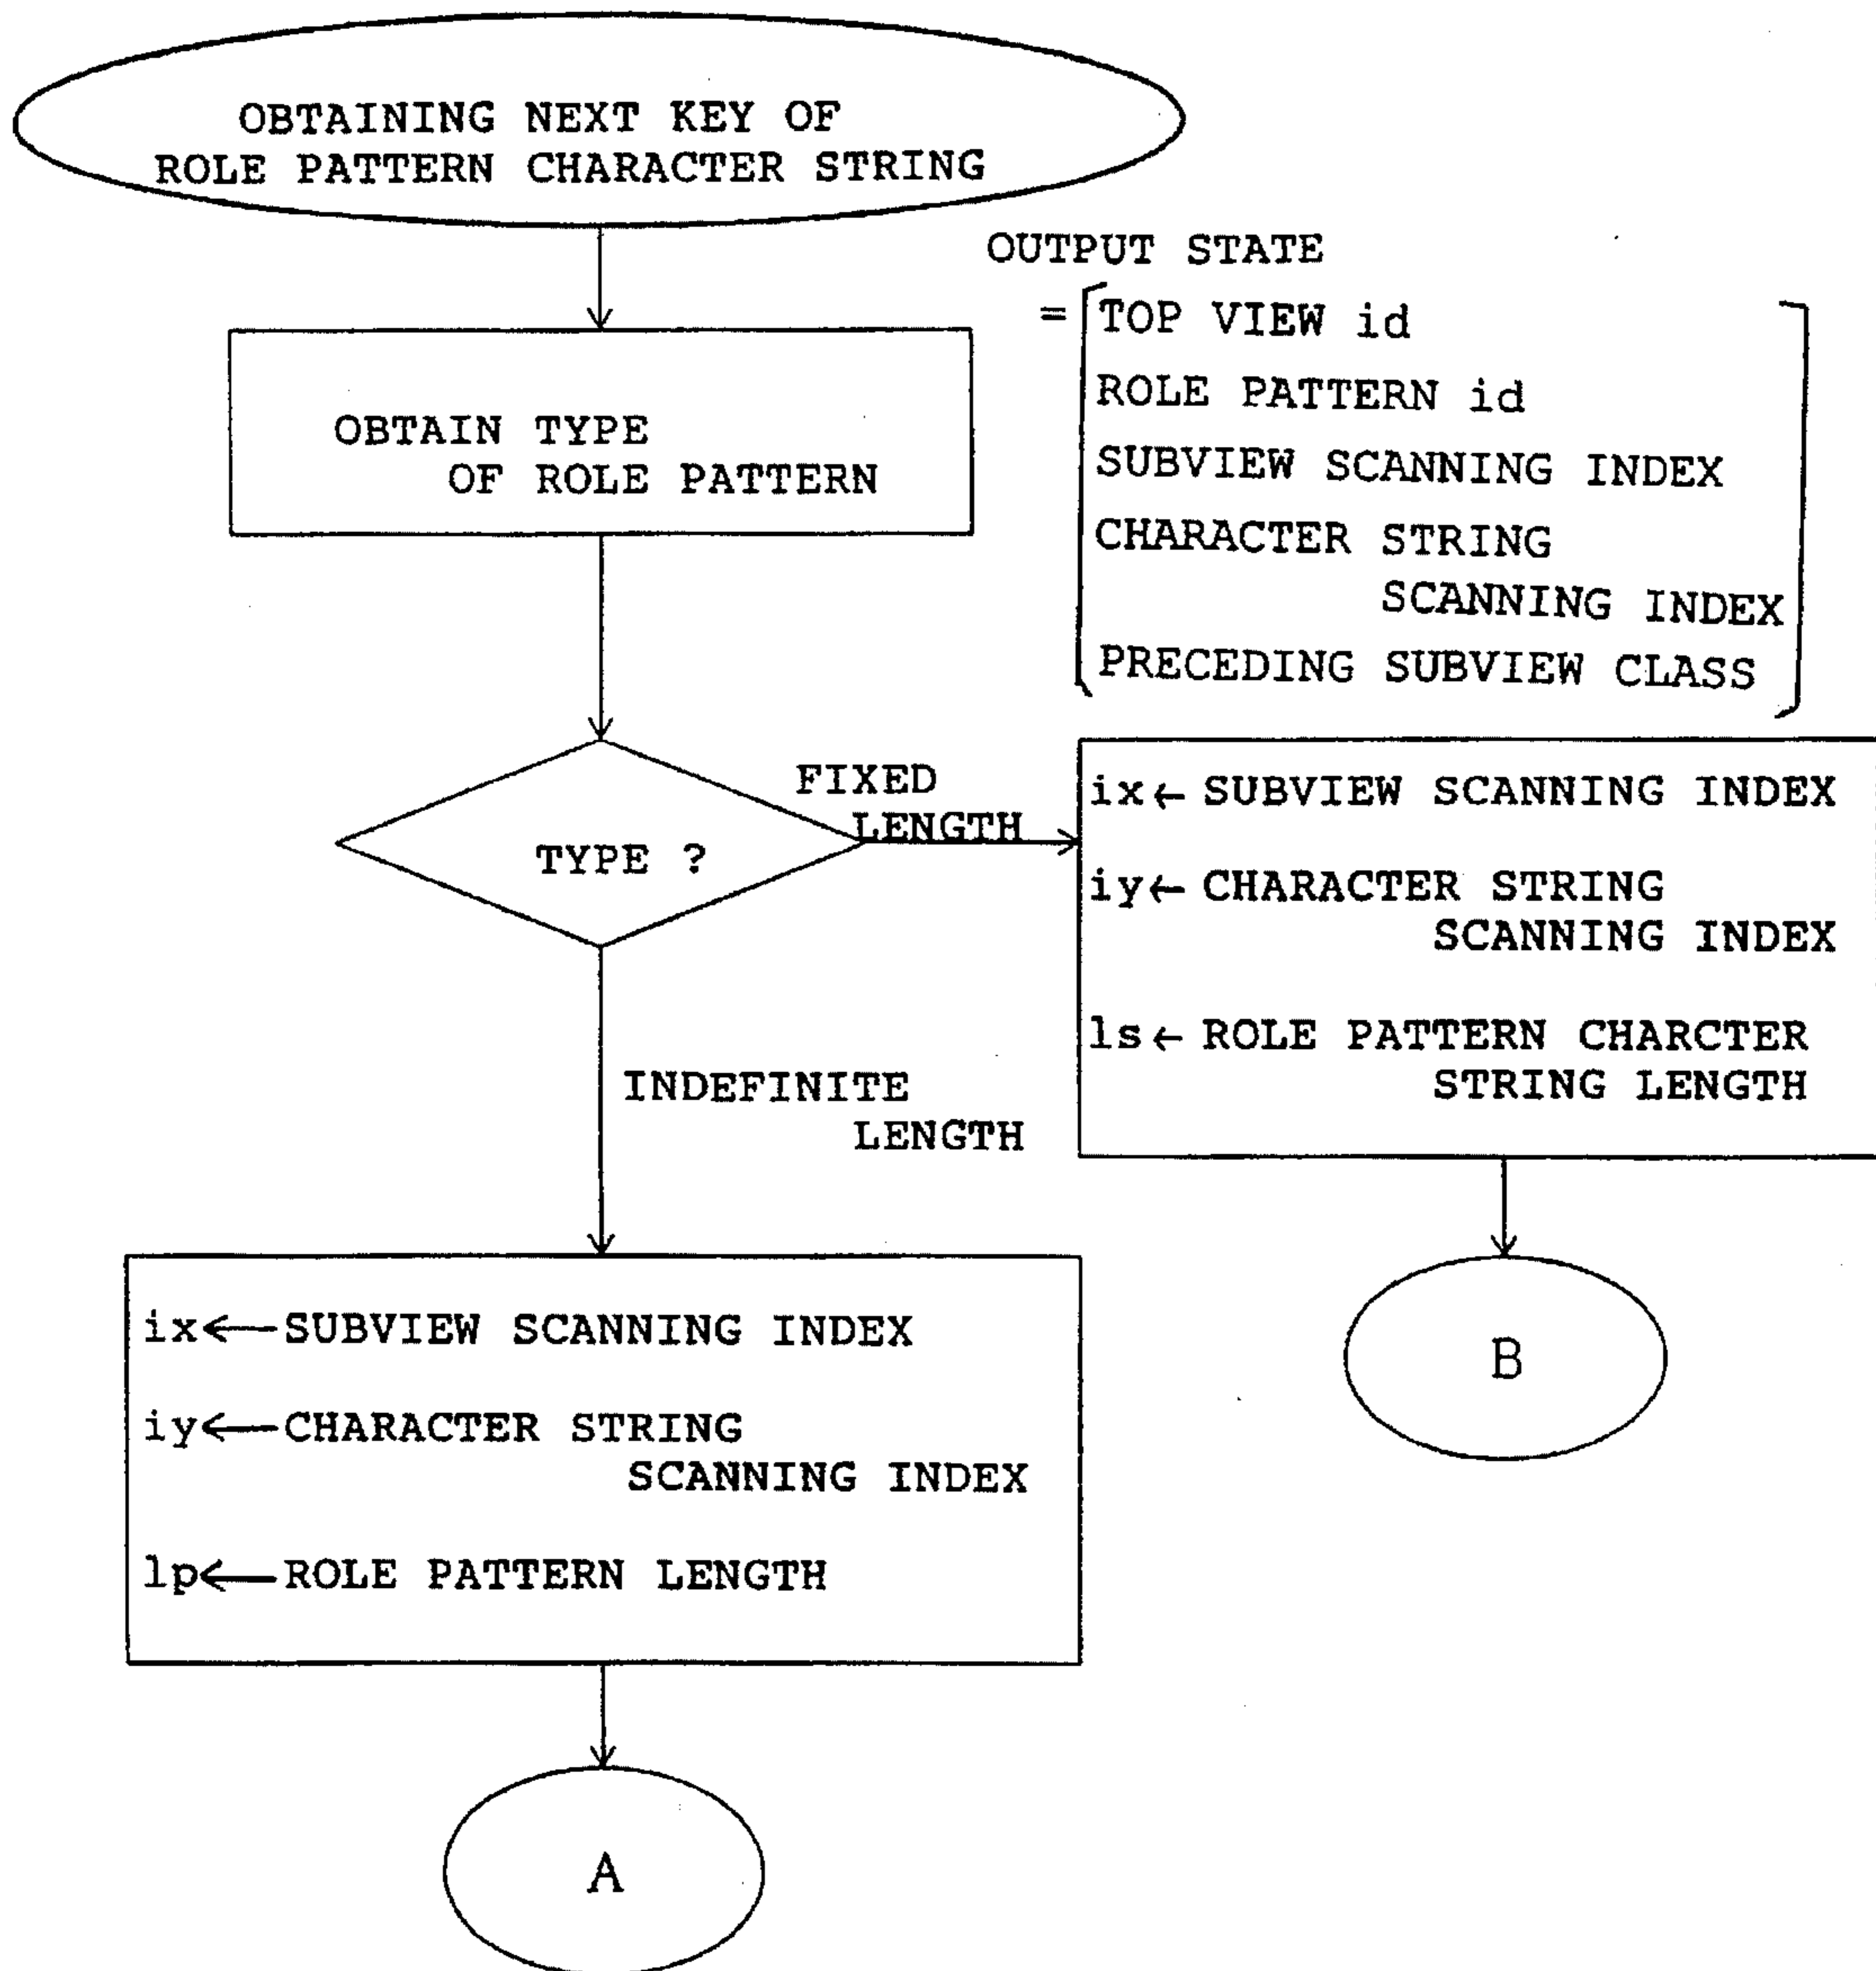 OBTAINING NEXT KEY OF
ROLE PATTERN CHARACTER STRING
OUTPUT STATE
= TOP VIEW id
ROLE PATTERN id
SUBVIEW SCANNING INDEX
CHARACTER STRING
SCANNING INDEX
PRECEDING SUBVIEW CLASS
OBTAIN TYPE
OF ROLE PATTERN
TYPE ?
FIXED
LENGTH
ix← SUBVIEW SCANNING INDEX
iy← CHARACTER STRING
SCANNING INDEX
ls← ROLE PATTERN CHARCTER
STRING LENGTH
INDEFINITE
LENGTH
ix←SUBVIEW SCANNING INDEX
iy←CHARACTER STRING
SCANNING INDEX
lp←ROLE PATTERN LENGTH
B
A